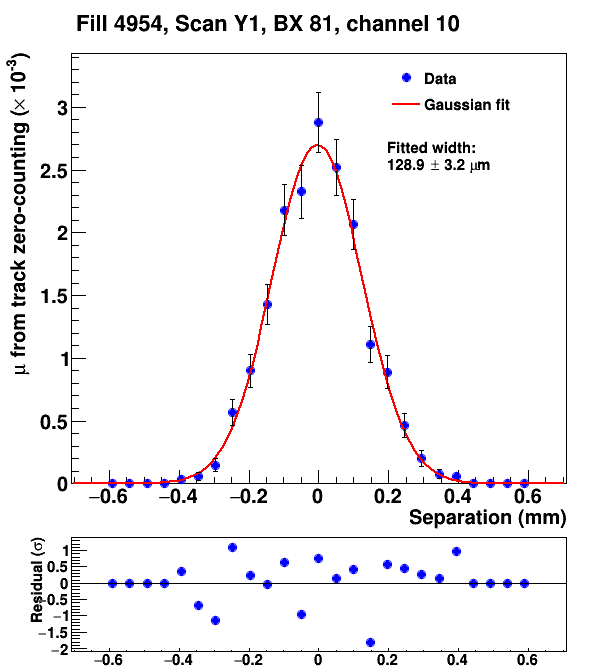 Fill 4954, Scan Y1, BX 81, channel 10
μ from track zero-counting (× 10⁻³)
Data
Gaussian fit
Fitted width:
128.9 ± 3.2 μm
3
2.5
2
1.5
1
0.5
0
−0.6 −0.4 −0.2 0 0.2 0.4 0.6
Separation (mm)
Residual (σ)
1
0.5
0
−0.5
−1
−1.5
−2
−0.6 −0.4 −0.2 0 0.2 0.4 0.6